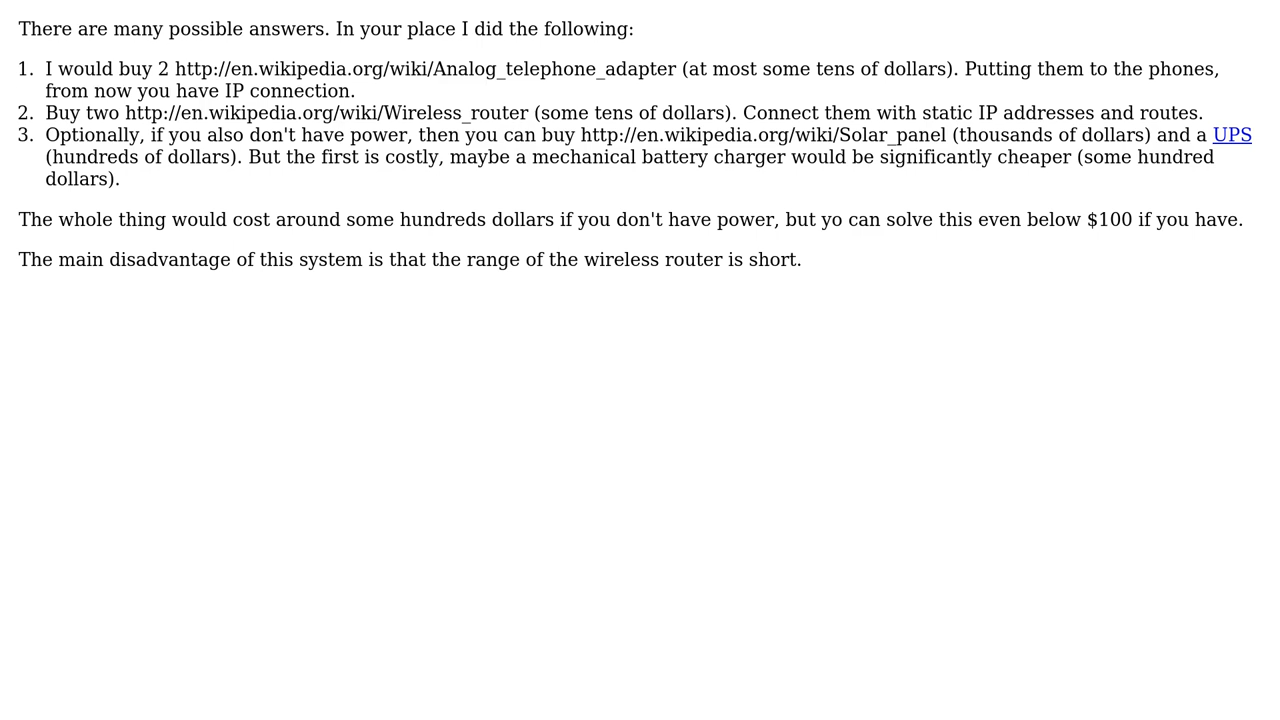 There are many possible answers. In your place I did the following:
1. I would buy 2 http://en.wikipedia.org/wiki/Analog_telephone_adapter (at most some tens of dollars). Putting them to the phones,
from now you have IP connection.
2. Buy two http://en.wikipedia.org/wiki/Wireless_router (some tens of dollars). Connect them with static IP addresses and routes.
3. Optionally, if you also don't have power, then you can buy http://en.wikipedia.org/wiki/Solar_panel (thousands of dollars) and a UPS
(hundreds of dollars). But the first is costly, maybe a mechanical battery charger would be significantly cheaper (some hundred
dollars).
The whole thing would cost around some hundreds dollars if you don't have power, but yo can solve this even below $100 if you have.
The main disadvantage of this system is that the range of the wireless router is short.